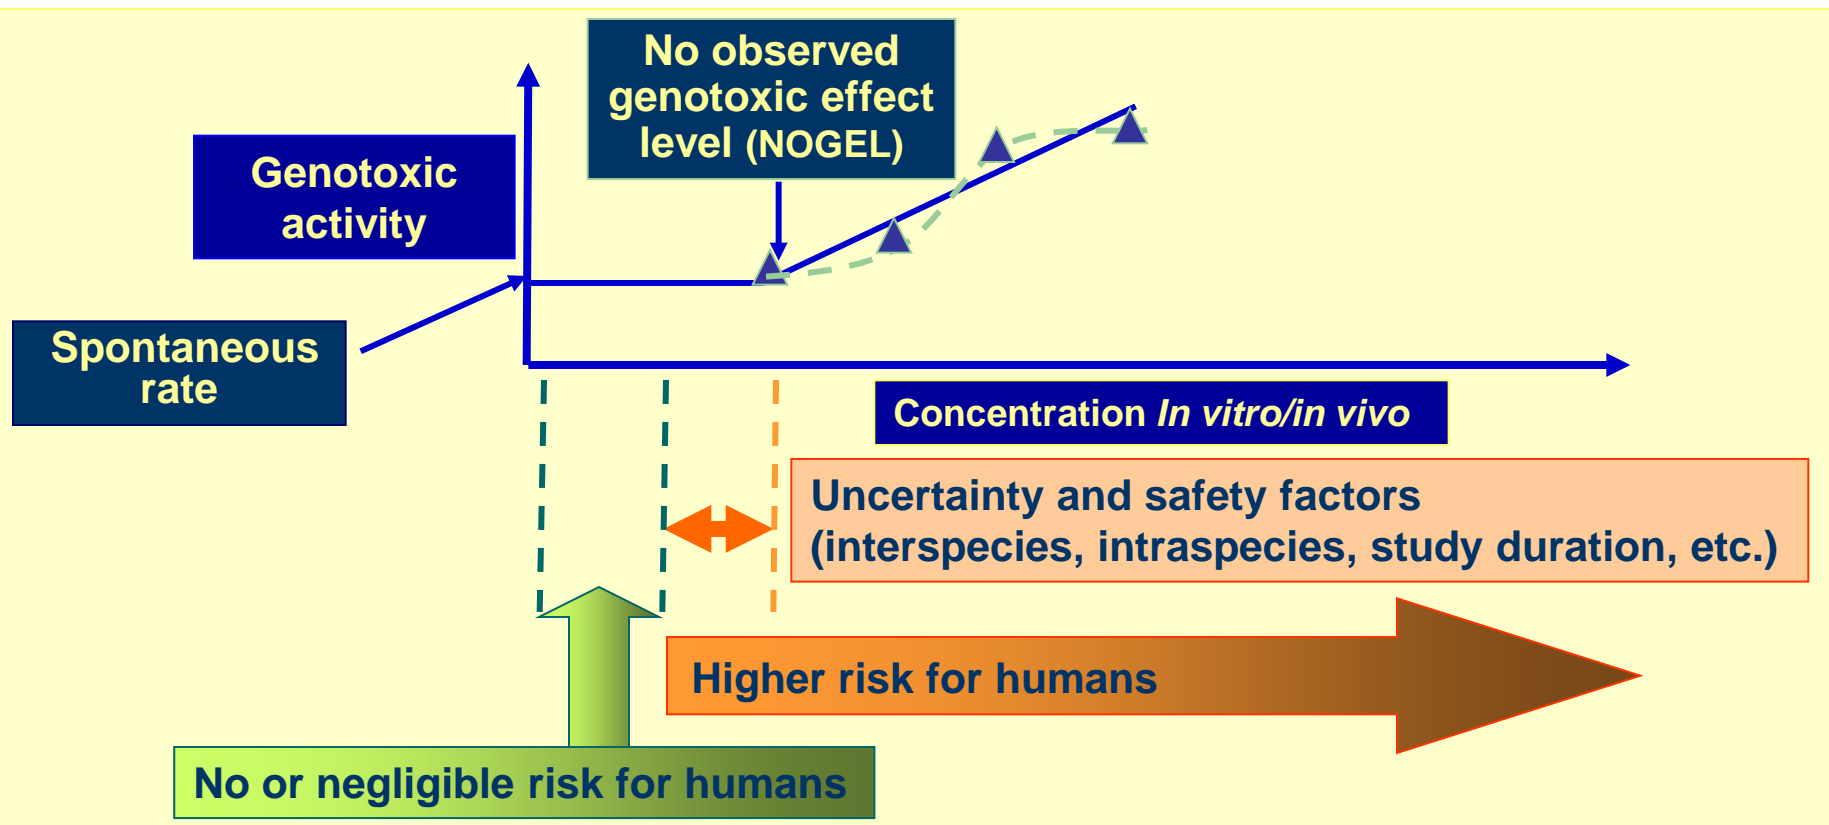 No observed
genotoxic effect
level (NOGEL)
Genotoxic
activity
Spontaneous
rate
Concentration In vitro/in vivo
Uncertainty and safety factors
(interspecies, intraspecies, study duration, etc.)
Higher risk for humans
No or negligible risk for humans